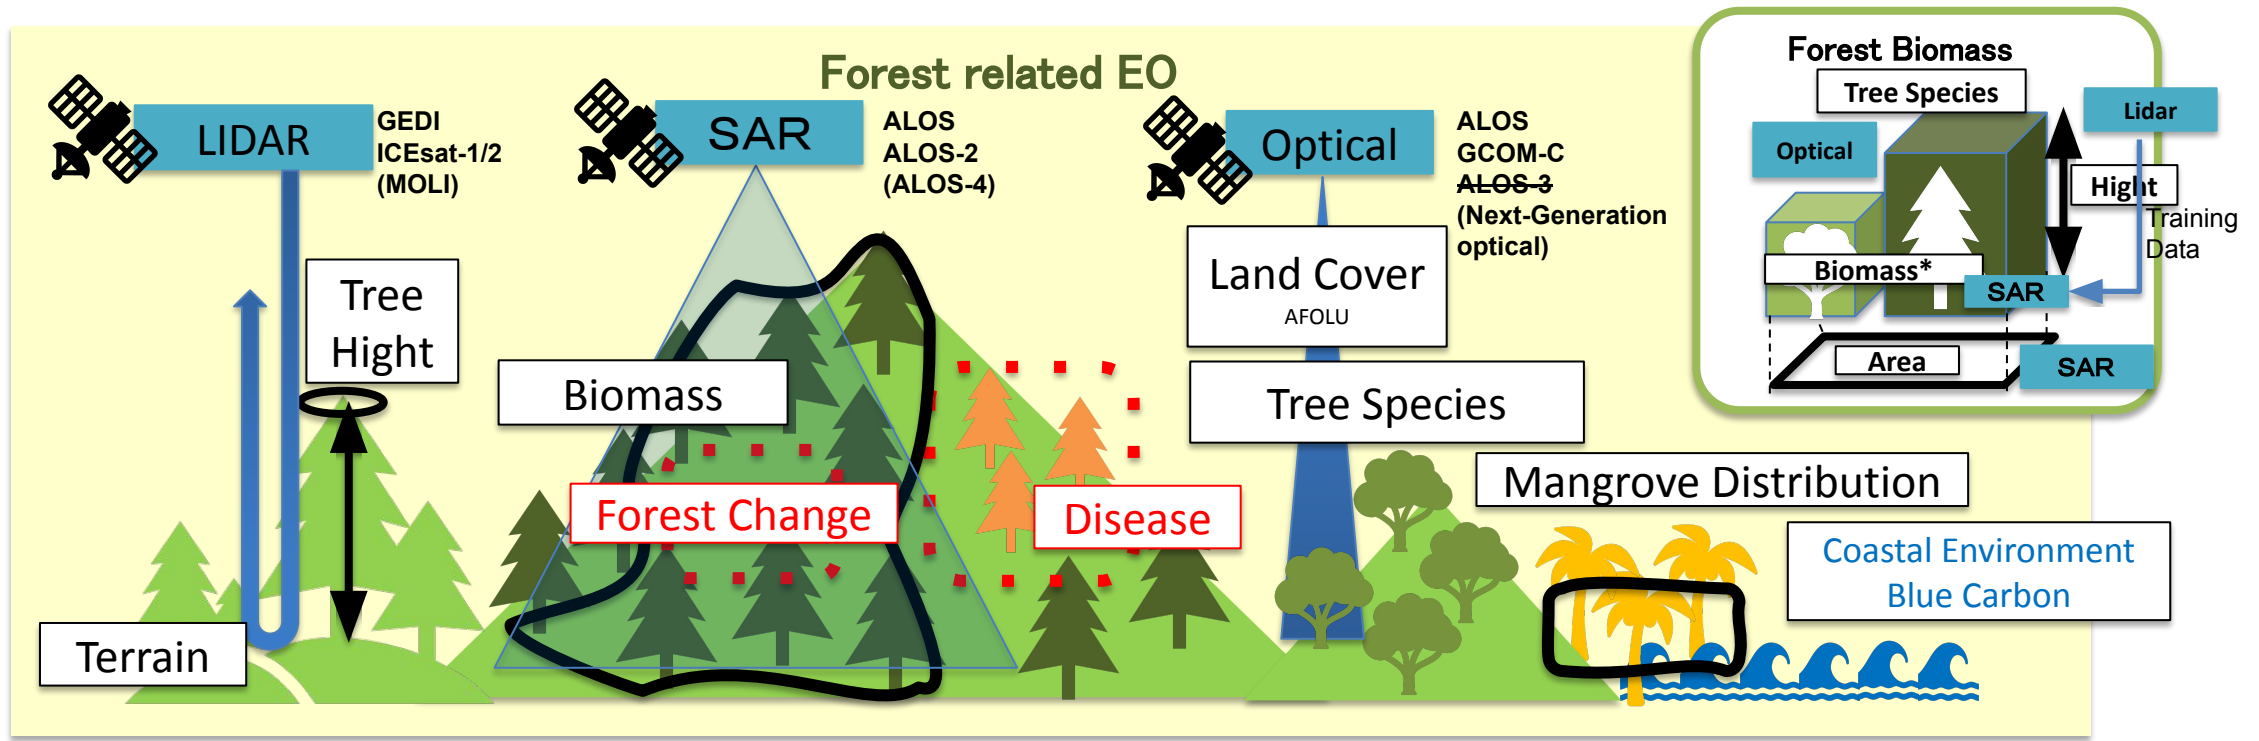 Forest related EO
LIDAR
GEDI
ICEsat-1/2
(MOLI)
SAR
ALOS
ALOS-2
(ALOS-4)
Optical
ALOS
GCOM-C
ALOS-3
(Next-Generation
optical)
Tree
Hight
Terrain
Biomass
Forest Change
Disease
Land Cover
AFOLU
Tree Species
Mangrove Distribution
Coastal Environment
Blue Carbon
Forest Biomass
Tree Species
Lidar
Optical
Hight
Training
Data
Biomass*
SAR
Area
SAR